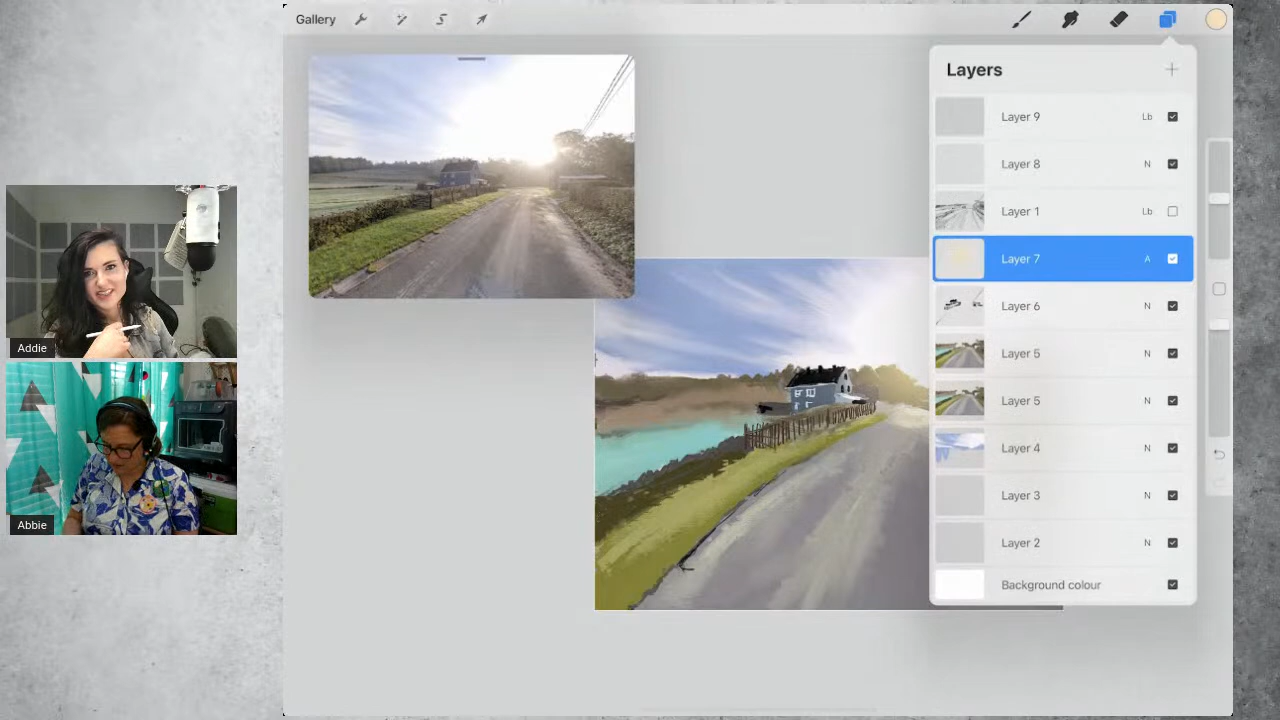 Gallery
Layers
Layer 9 Lb
Layer 8 N
Layer 1 Lb
Layer 7 A
Layer 6 N
Layer 5 N
Layer 5 N
Layer 4 N
Layer 3 N
Layer 2 N
Background colour
Addie
Abbie